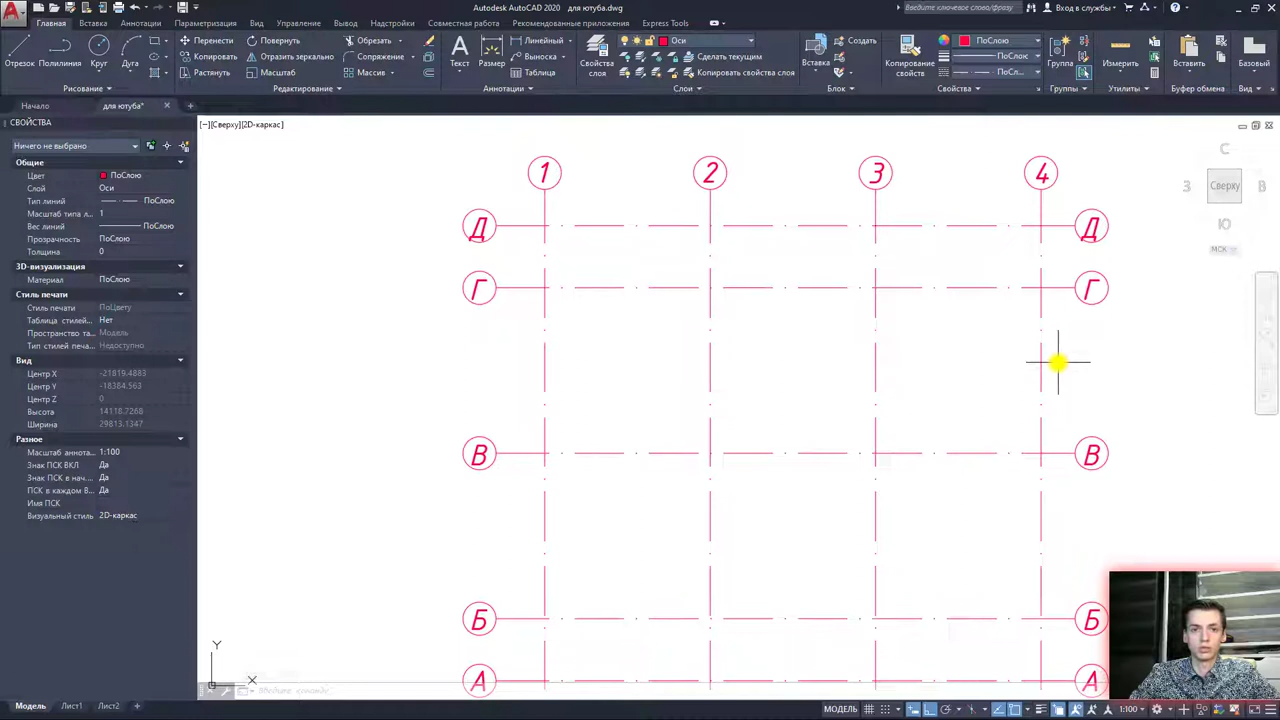 Autodesk AutoCAD 2020 для ютуба.dwg
Введите ключевое слово/фразу
Вход в службы
Главная Вставка Аннотации Параметризация Вид Управление Вывод Надстройки Совместная работа Рекомендованные приложения Express Tools
Отрезок Полилиния Круг Дуга
Перенести Повернуть Обрезать
Копировать Отразить зеркально Сопряжение
Растянуть Масштаб Массив
Текст Размер
Линейный
Выноска
Таблица
Свойства слоя
Оси
Сделать текущим
Копировать свойства слоя
Вставка
Создать
Копирование свойств
ПоСлою
ПоСлок
ПоСл...
Группа Измерить Вставить Базовый
Рисование Редактирование Аннотации Слои Блок Свойства Группы Утилиты Буфер обмена Вид
Начало для ютуба*
СВОЙСТВА
[−][Сверху][2D-каркас]
Ничего не выбрано
Общие
Цвет ПоСлою
Слой Оси
Тип линий ПоСлою
Масштаб типа л... 1
Вес линий ПоСлою
Прозрачность ПоСлою
Толщина 0
3D-визуализация
Материал ПоСлою
Стиль печати
Стиль печати ПоЦвету
Таблица стилей... Нет
Пространство та... Модель
Тип стилей печа... Недоступно
Вид
Центр X -21819.4883
Центр Y -18384.563
Центр Z 0
Высота 14118.7268
Ширина 29813.1347
Разное
Масштаб аннота... 1:100
Знак ПСК ВКЛ Да
Знак ПСК в нач.... Да
ПСК в каждом В... Да
Имя ПСК
Визуальный стиль 2D-каркас
1 2 3 4
Д Д
Г Г
В В
Б Б
А А
С
З Сверху В
Ю
МСК
Y
X
Введите команду
Модель Лист1 Лист2 +
МОДЕЛЬ 1:100